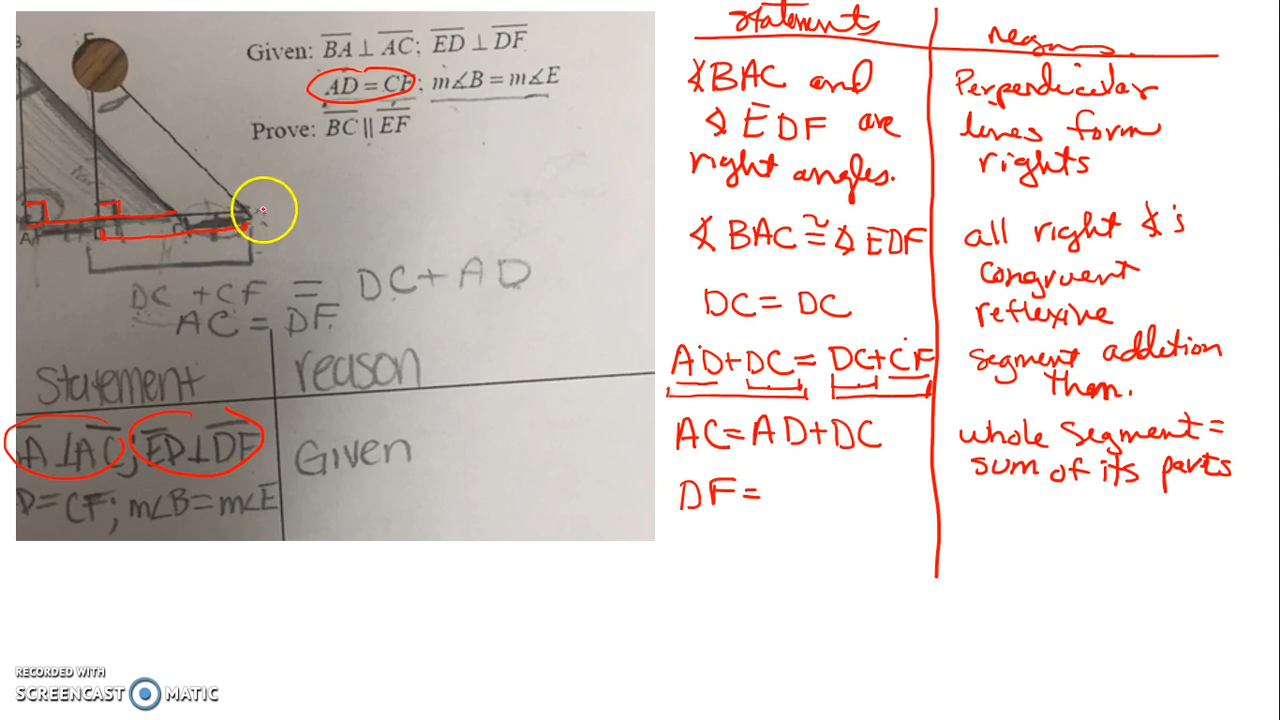 Given: BA ⊥ AC; ED ⊥ DF
AD = CF; m∡B = m∡E
Prove: BC || EF
DC + CF = DC + AD
AC = DF
Statement reason
A ⊥ AC; ED ⊥ DF Given
D = CF; m∠B = m∠E
statements
∡BAC and
∡EDF are
right angles.
Perpendicular
lines form
rights
∡BAC ≅ ∡EDF
all right ∡'s
congruent
DC = DC
reflexive
AD + DC = DC + CF
segment addetion
thm.
AC = AD + DC
whole segment =
sum of its parts
DF =
RECORDED WITH
SCREENCAST MATIC